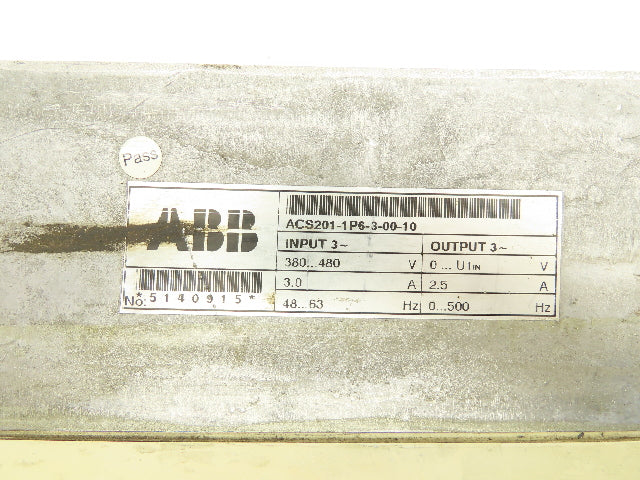 Pass
ABB
ACS201-1P6-3-00-10
INPUT 3~ OUTPUT 3~
380...480 V 0 ... U1IN V
3.0 A 2.5 A
48...63 Hz 0...500 Hz
No. *5140915*